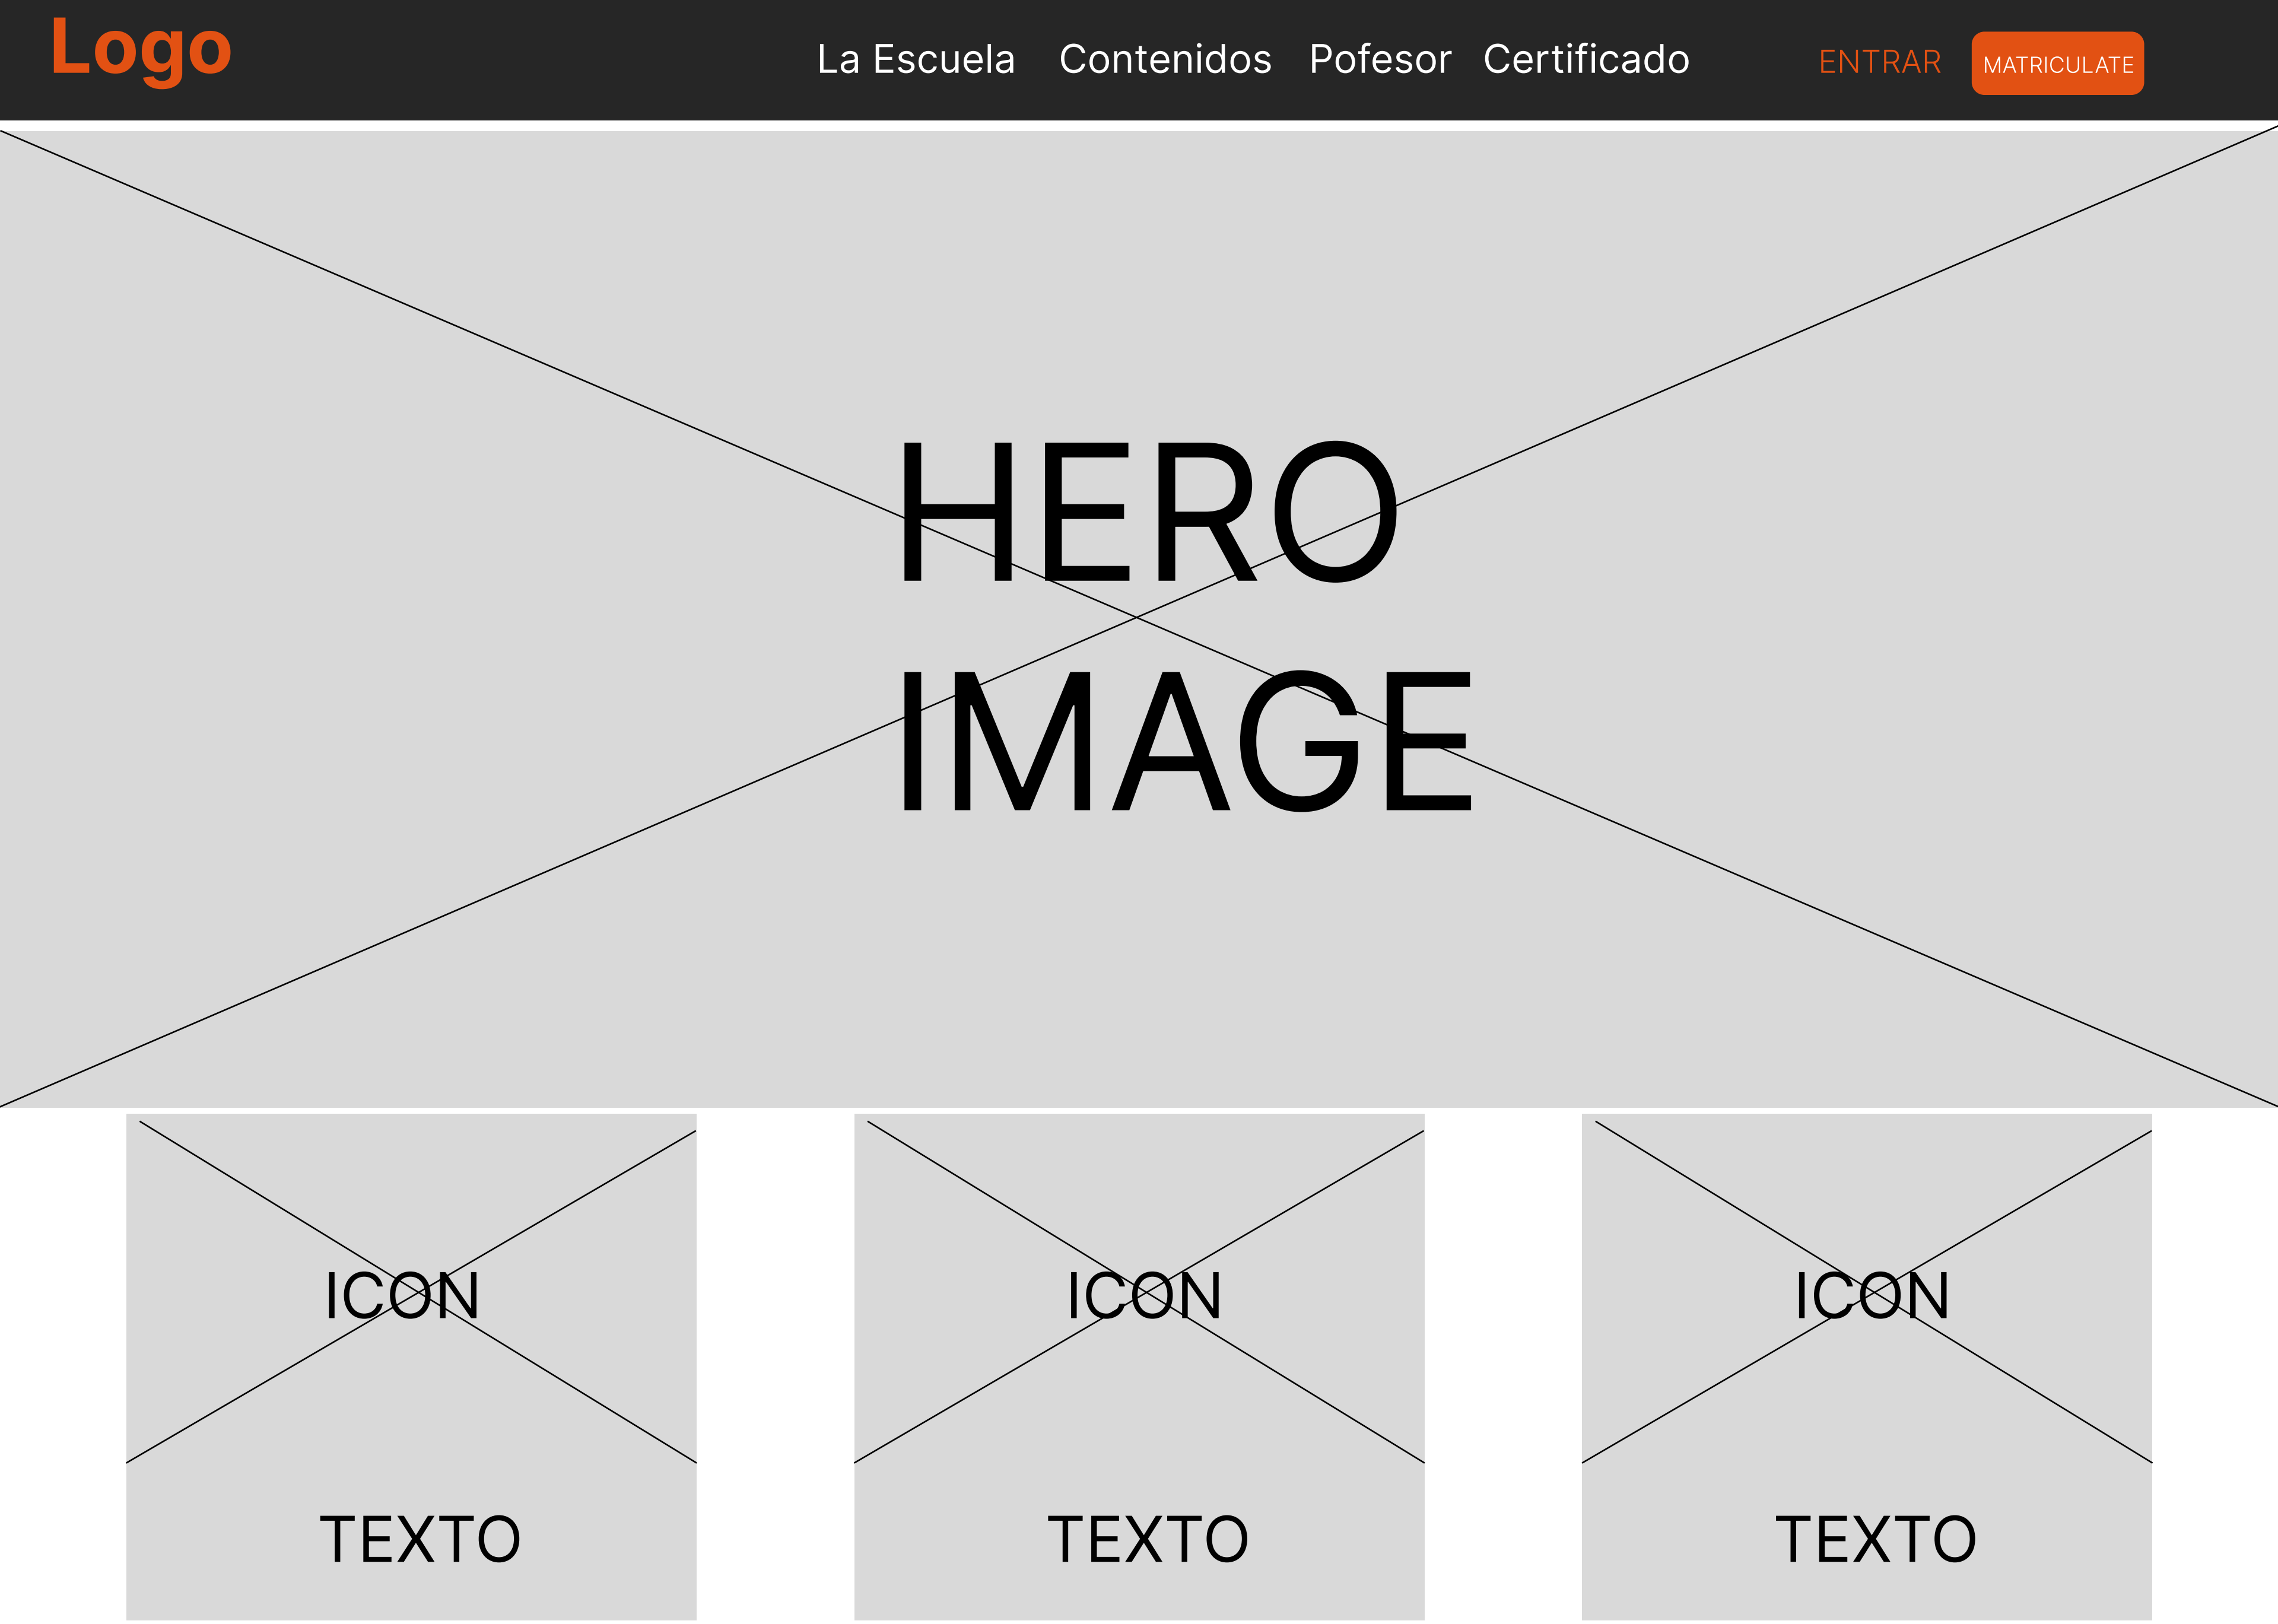 Logo
La Escuela Contenidos Pofesor Certificado ENTRAR MATRICULATE
HERO
IMAGE
ICON ICON ICON
TEXTO TEXTO TEXTO